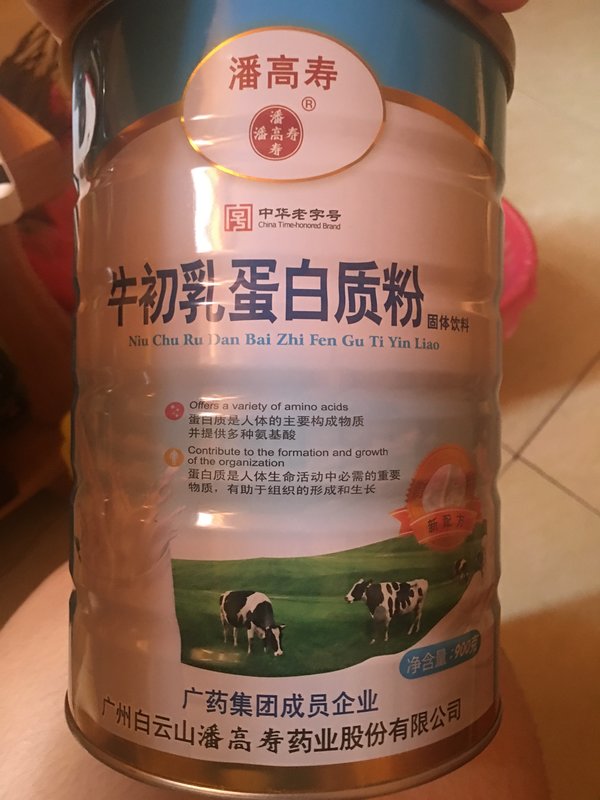 潘高寿
®
潘
潘高寿
寿
中华老字号
China Time-honored Brand
牛初乳蛋白质粉
固体饮料
Niu Chu Ru Dan Bai Zhi Fen Gu Ti Yin Liao
Offers a variety of amino acids
蛋白质是人体的主要构成物质
并提供多种氨基酸
Contribute to the formation and growth
of the organization
蛋白质是人体生命活动中必需的重要
物质，有助于组织的形成和生长
新配方
净含量：900克
广药集团成员企业
广州白云山潘高寿药业股份有限公司